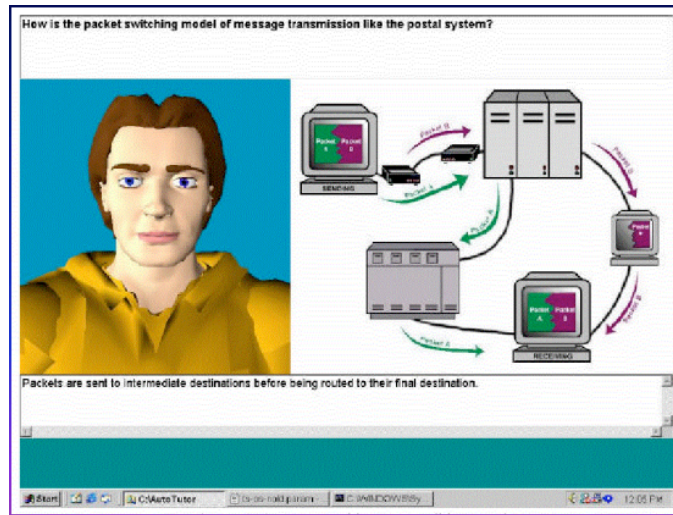 How is the packet switching model of message transmission like the postal system?
Packet B
Packet
A
Packet
B
SENDING
Packet A
Packet B
Packet A
Packet B
Packet
A
Packet
B
Packet A
RECEIVING
Packets are sent to intermediate destinations before being routed to their final destination.
Start
C:\AutoTutor
12:05 PM